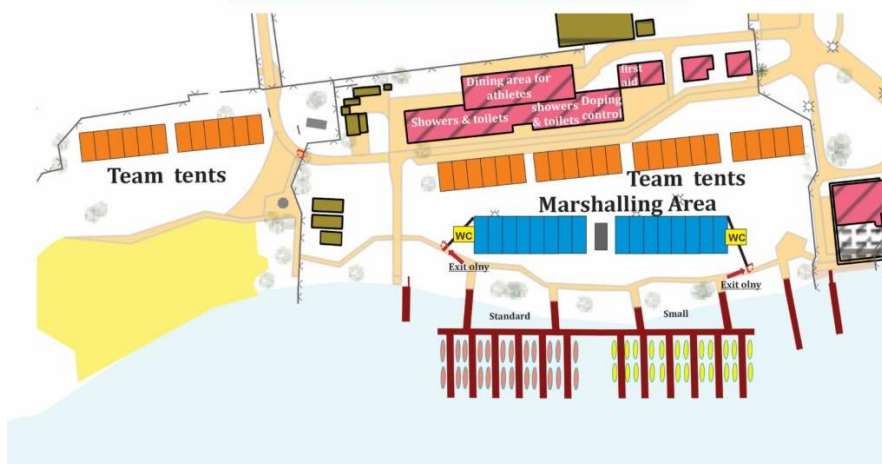 Dining area for
athletes
first
aid
Showers & toilets
showers
& toilets
Doping
control
Team tents
Team tents
Marshalling Area
WC
WC
Exit olny
Exit olny
Standard
Small